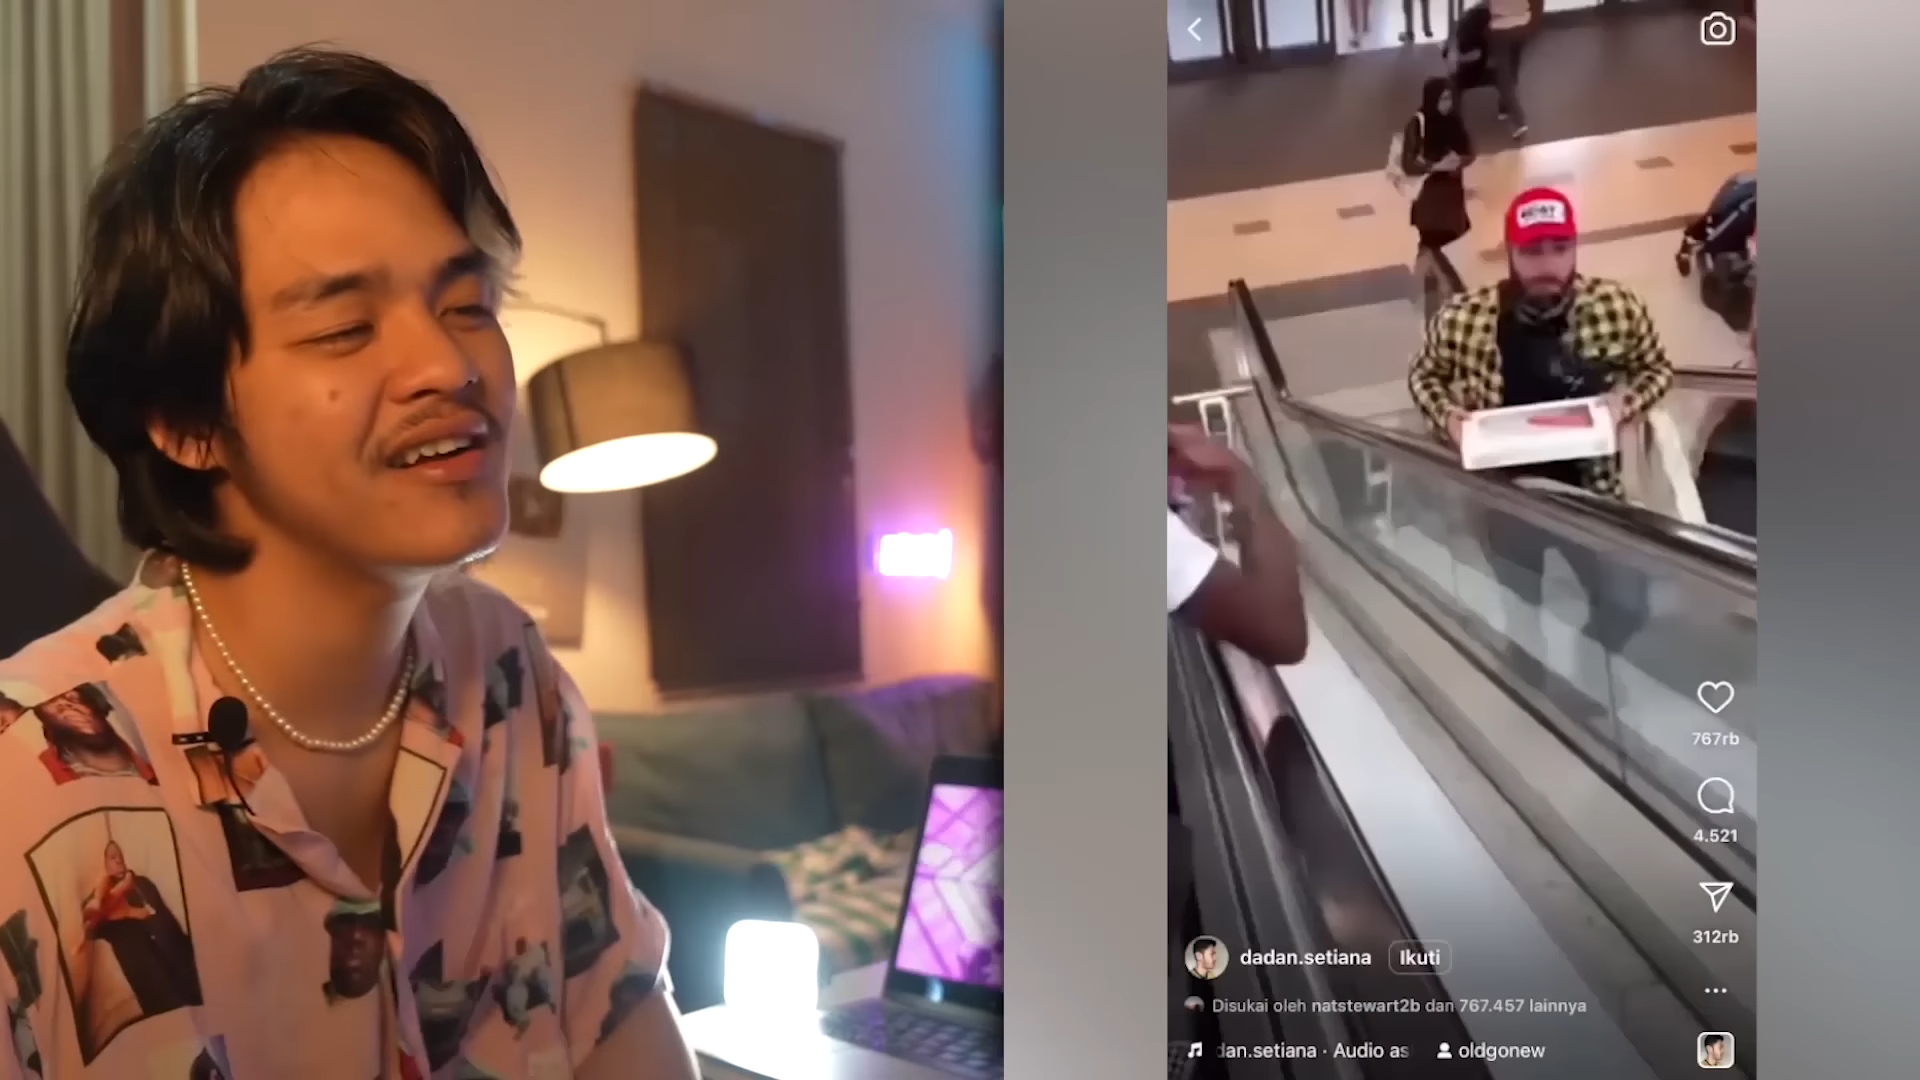 767rb
4.521
312rb
dadan.setiana Ikuti
Disukai oleh natstewart2b dan 767.457 lainnya
dan.setiana · Audio as oldgonew